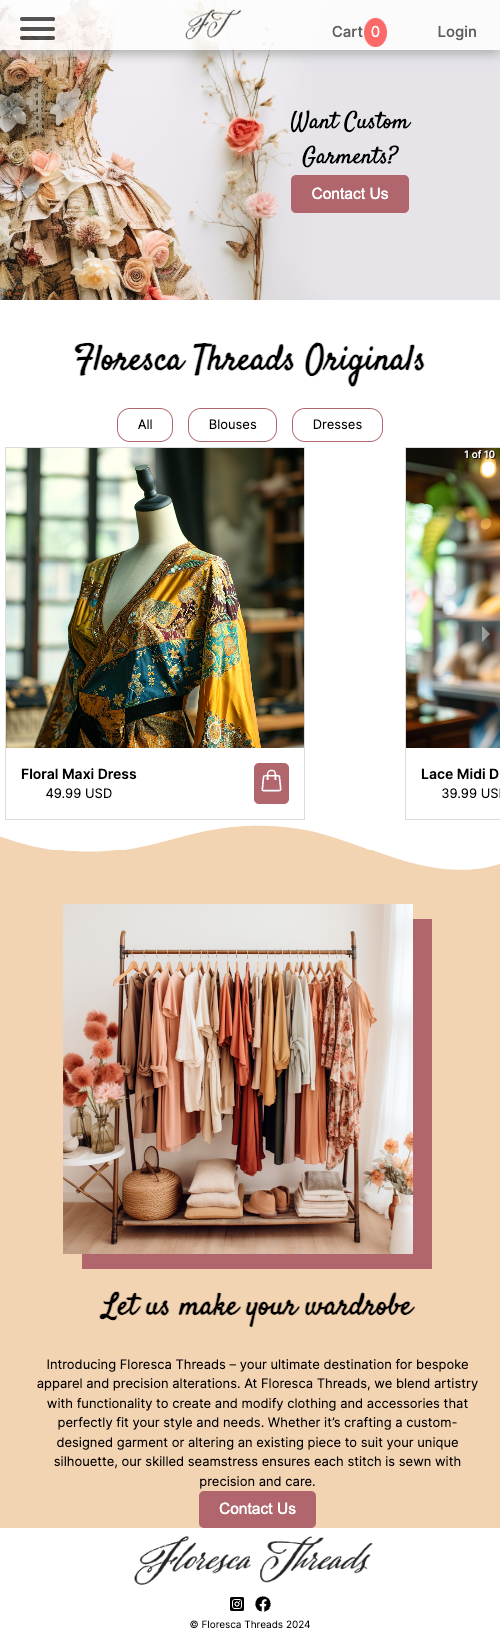 FT
Cart 0
Login
Want Custom
Garments?
Contact Us
Floresca Threads Originals
All
Blouses
Dresses
1 of 10
Floral Maxi Dress
49.99 USD
Lace Midi D
39.99 US
Let us make your wardrobe
Introducing Floresca Threads – your ultimate destination for bespoke
apparel and precision alterations. At Floresca Threads, we blend artistry
with functionality to create and modify clothing and accessories that
perfectly fit your style and needs. Whether it’s crafting a custom-
designed garment or altering an existing piece to suit your unique
silhouette, our skilled seamstress ensures each stitch is sewn with
precision and care.
Contact Us
Floresca Threads
© Floresca Threads 2024